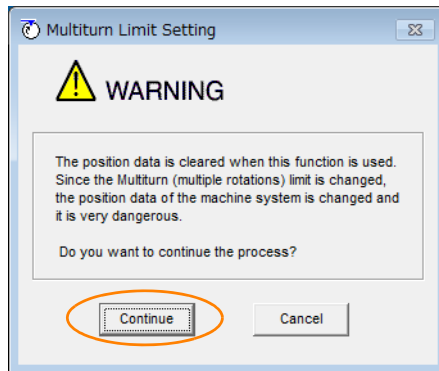 Multiturn Limit Setting
WARNING
The position data is cleared when this function is used.
Since the Multiturn (multiple rotations) limit is changed,
the position data of the machine system is changed and
it is very dangerous.
Do you want to continue the process?
Continue
Cancel